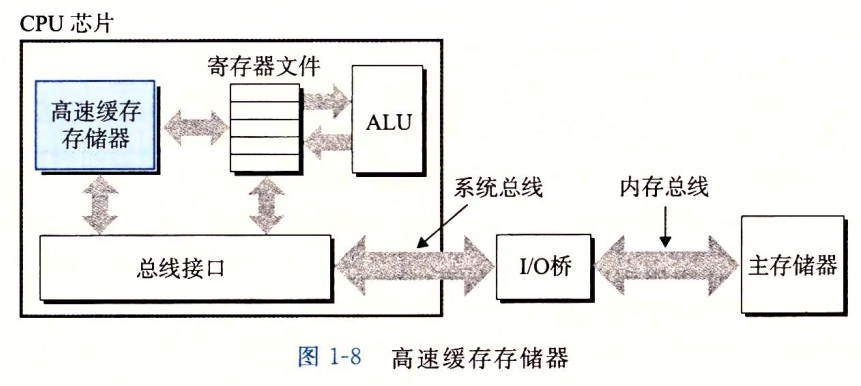 CPU 芯片
寄存器文件
高速缓存
存储器
ALU
系统总线
内存总线
总线接口
I/O桥
主存储器
图 1-8 高速缓存存储器